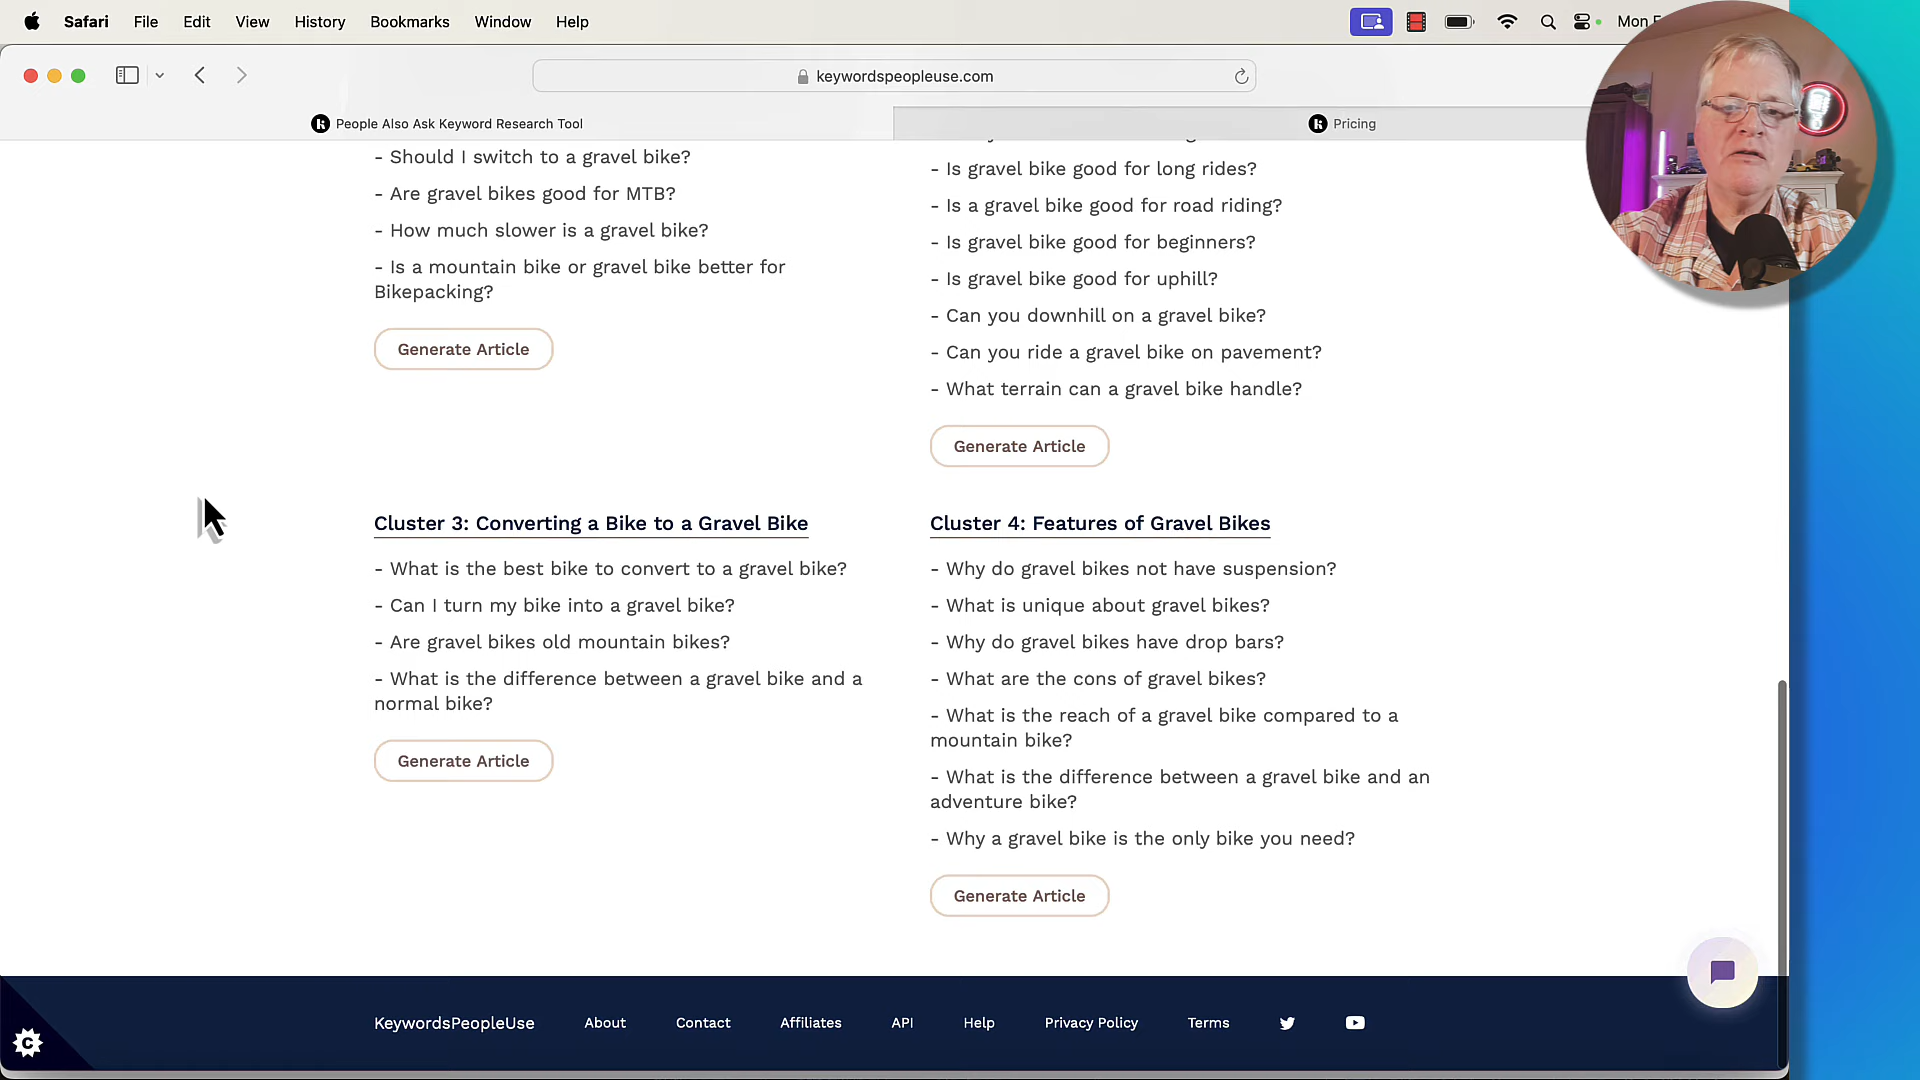 Safari File Edit View History Bookmarks Window Help
Mon
keywordspeopleuse.com
People Also Ask Keyword Research Tool
Pricing
- Should I switch to a gravel bike?
- Are gravel bikes good for MTB?
- How much slower is a gravel bike?
- Is a mountain bike or gravel bike better for
Bikepacking?
Generate Article
- Is gravel bike good for long rides?
- Is a gravel bike good for road riding?
- Is gravel bike good for beginners?
- Is gravel bike good for uphill?
- Can you downhill on a gravel bike?
- Can you ride a gravel bike on pavement?
- What terrain can a gravel bike handle?
Generate Article
Cluster 3: Converting a Bike to a Gravel Bike
- What is the best bike to convert to a gravel bike?
- Can I turn my bike into a gravel bike?
- Are gravel bikes old mountain bikes?
- What is the difference between a gravel bike and a
normal bike?
Generate Article
Cluster 4: Features of Gravel Bikes
- Why do gravel bikes not have suspension?
- What is unique about gravel bikes?
- Why do gravel bikes have drop bars?
- What are the cons of gravel bikes?
- What is the reach of a gravel bike compared to a
mountain bike?
- What is the difference between a gravel bike and an
adventure bike?
- Why a gravel bike is the only bike you need?
Generate Article
KeywordsPeopleUse About Contact Affiliates API Help Privacy Policy Terms